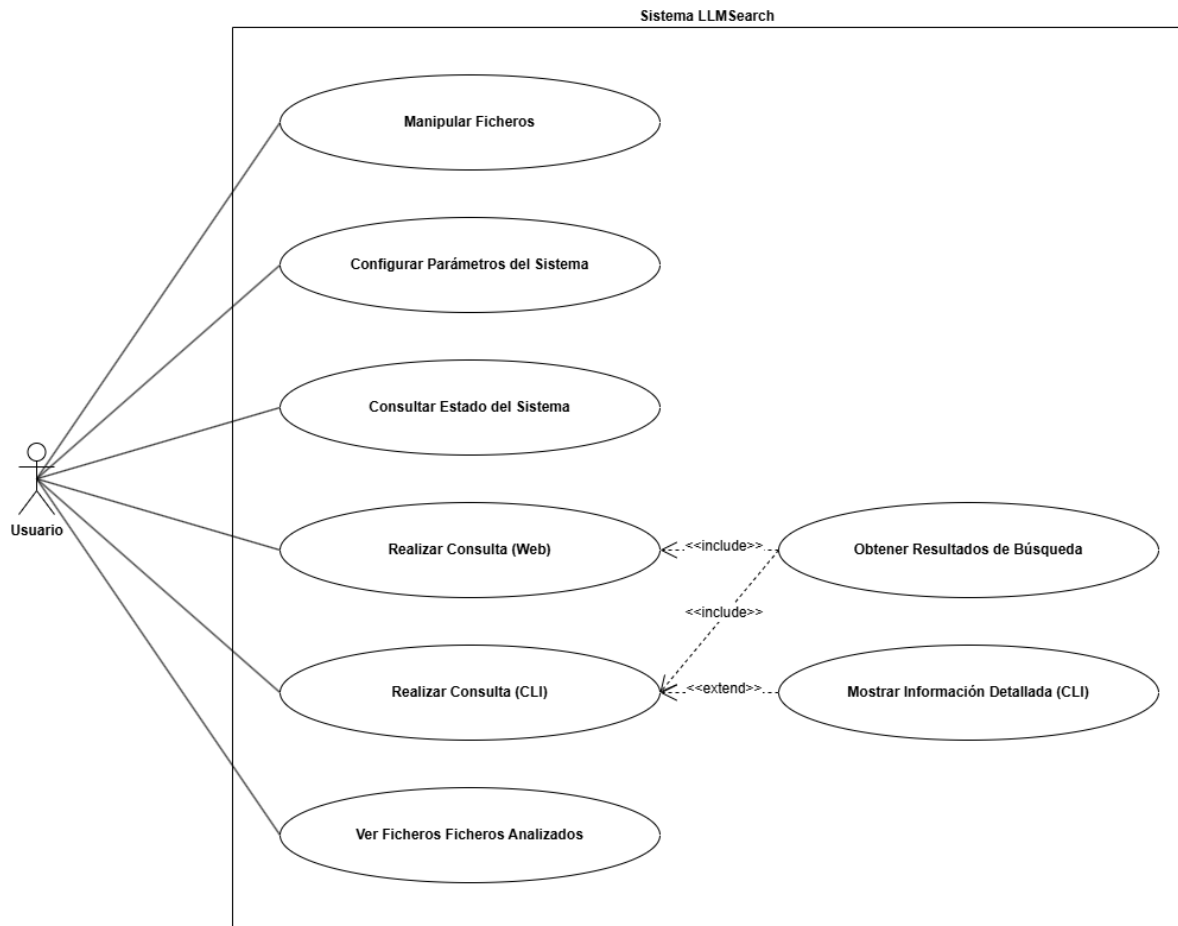 Sistema LLMSearch
Manipular Ficheros
Configurar Parámetros del Sistema
Consultar Estado del Sistema
Usuario
Realizar Consulta (Web)
<<include>>
Obtener Resultados de Búsqueda
<<include>>
Realizar Consulta (CLI)
<<extend>>
Mostrar Información Detallada (CLI)
Ver Ficheros Ficheros Analizados